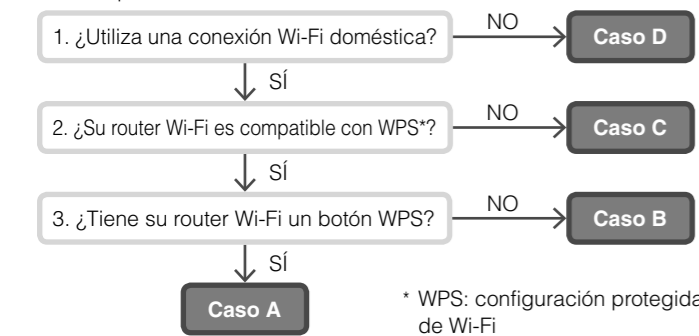 1. ¿Utiliza una conexión Wi-Fi doméstica?
NO
Caso D
SÍ
2. ¿Su router Wi-Fi es compatible con WPS*?
NO
Caso C
SÍ
3. ¿Tiene su router Wi-Fi un botón WPS?
NO
Caso B
SÍ
Caso A
* WPS: configuración protegida
de Wi-Fi